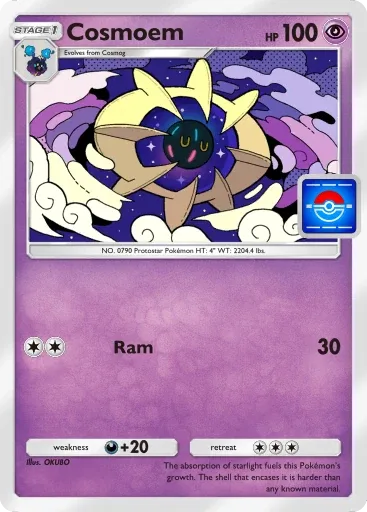 STAGE 1 Cosmoem HP 100
Evolves from Cosmog
NO. 0790 Protostar Pokémon HT: 4" WT: 2204.4 lbs.
Ram 30
weakness +20 retreat
Illus. OKUBO
The absorption of starlight fuels this Pokémon's
growth. The shell that encases it is harder than
any known material.